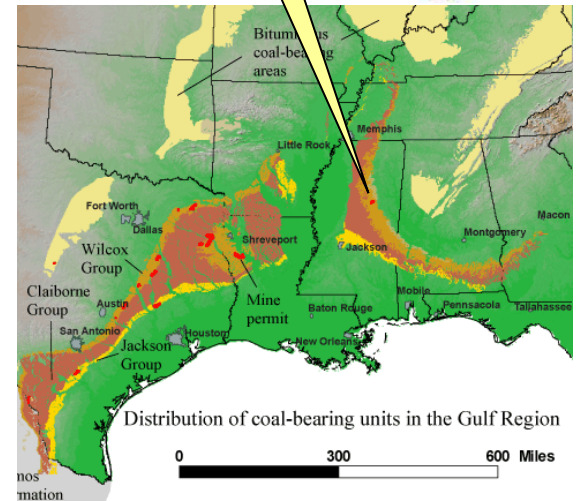 Bituminous
coal-bearing
areas
Memphis
Little Rock
Fort Worth
Dallas
Macon
Montgomery
Shreveport
Wilcox
Group
Jackson
Claiborne
Group
Mine
permit
Austin
Mobile
Baton Rouge
Pennsacola
Tallahassee
San Antonio
Houston
New Orleans
Jackson
Group
Distribution of coal-bearing units in the Gulf Region
0 300 600 Miles
mos
rmation